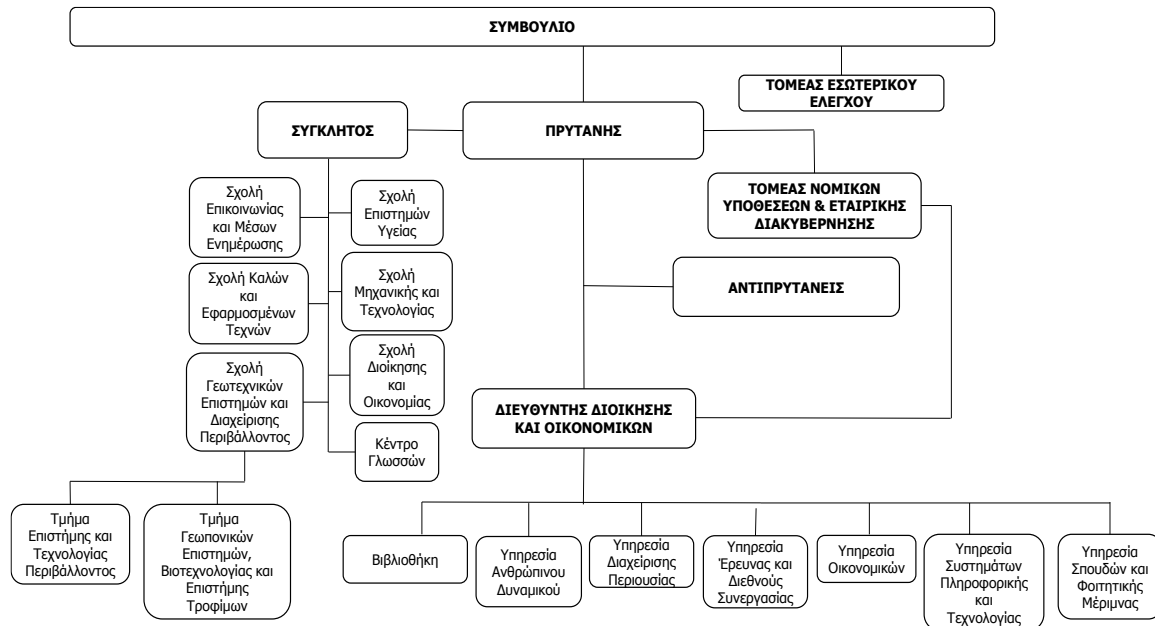 ΣΥΜΒΟΥΛΙΟ
ΤΟΜΕΑΣ ΕΣΩΤΕΡΙΚΟΥ
ΕΛΕΓΧΟΥ
ΣΥΓΚΛΗΤΟΣ
ΠΡΥΤΑΝΗΣ
ΤΟΜΕΑΣ ΝΟΜΙΚΩΝ
ΥΠΟΘΕΣΕΩΝ & ΕΤΑΙΡΙΚΗΣ
ΔΙΑΚΥΒΕΡΝΗΣΗΣ
Σχολή
Επικοινωνίας
και Μέσων
Ενημέρωσης
Σχολή
Επιστημών
Υγείας
Σχολή Καλών
και
Εφαρμοσμένων
Τεχνών
Σχολή
Μηχανικής και
Τεχνολογίας
ΑΝΤΙΠΡΥΤΑΝΕΙΣ
Σχολή
Γεωτεχνικών
Επιστημών και
Διαχείρισης
Περιβάλλοντος
Σχολή
Διοίκησης
και
Οικονομίας
ΔΙΕΥΘΥΝΤΗΣ ΔΙΟΙΚΗΣΗΣ
ΚΑΙ ΟΙΚΟΝΟΜΙΚΩΝ
Κέντρο
Γλωσσών
Τμήμα
Επιστήμης και
Τεχνολογίας
Περιβάλλοντος
Τμήμα
Γεωπονικών
Επιστημών,
Βιοτεχνολογίας και
Επιστήμης
Τροφίμων
Βιβλιοθήκη
Υπηρεσία
Ανθρώπινου
Δυναμικού
Υπηρεσία
Διαχείρισης
Περιουσίας
Υπηρεσία
Έρευνας και
Διεθνούς
Συνεργασίας
Υπηρεσία
Οικονομικών
Υπηρεσία
Συστημάτων
Πληροφορικής
και
Τεχνολογίας
Υπηρεσία
Σπουδών και
Φοιτητικής
Μέριμνας